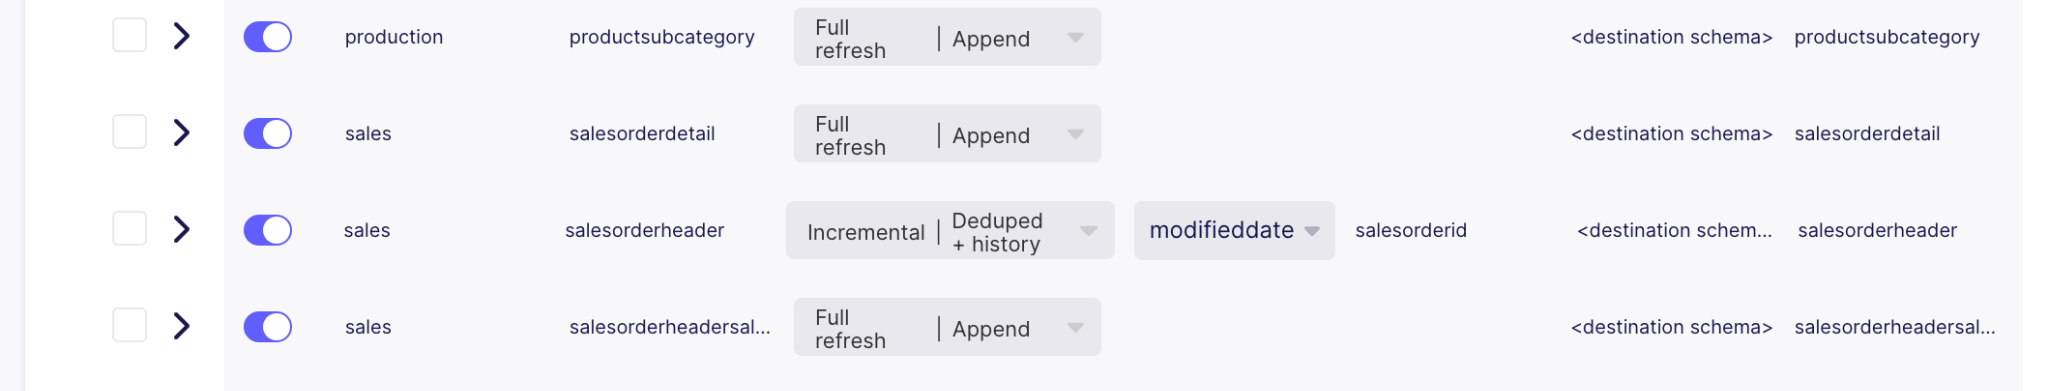 production productsubcategory Full refresh | Append <destination schema> productsubcategory
sales salesorderdetail Full refresh | Append <destination schema> salesorderdetail
sales salesorderheader Incremental | Deduped + history modifieddate salesorderid <destination schem... salesorderheader
sales salesorderheadersal... Full refresh | Append <destination schema> salesorderheadersal...